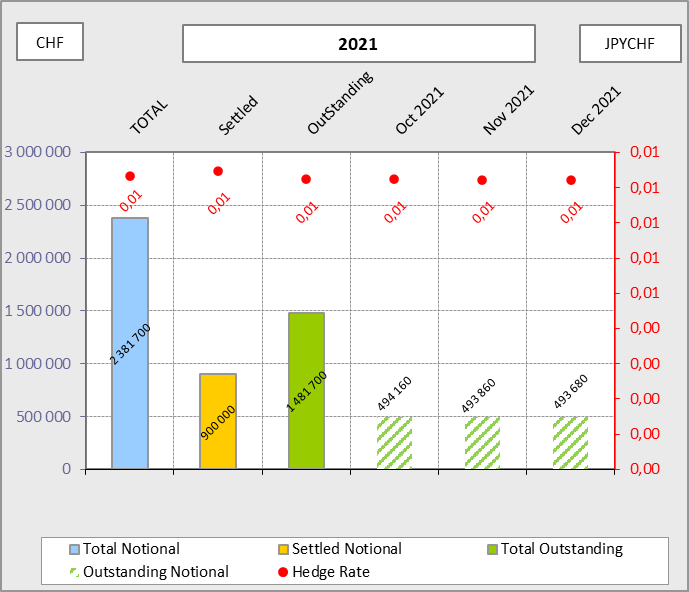 CHF
2021
JPYCHF
TOTAL
Settled
OutStanding
Oct 2021
Nov 2021
Dec 2021
3 000 000
2 500 000
2 000 000
1 500 000
1 000 000
500 000
0
0,01
0,01
0,01
0,01
0,01
0,01
2 381 700
900 000
1 481 700
494 160
493 860
493 680
0,01
0,01
0,01
0,01
0,01
0,00
0,00
0,00
0,00
0,00
Total Notional
Settled Notional
Total Outstanding
Outstanding Notional
Hedge Rate